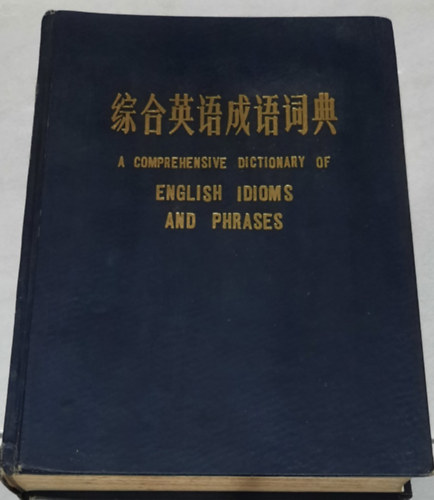 综合英语成语词典
A COMPREHENSIVE DICTIONARY OF
ENGLISH IDIOMS
AND PHRASES